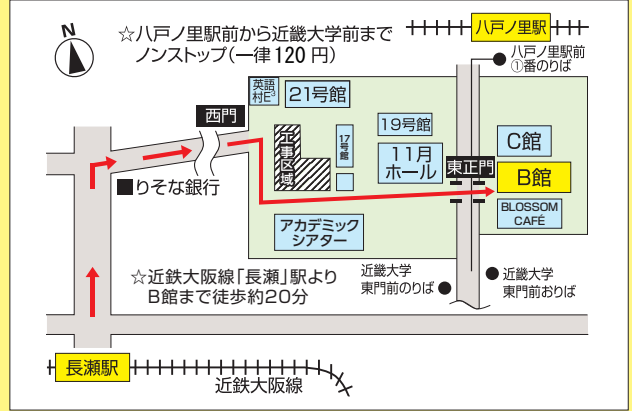 N
☆八戸ノ里駅前から近畿大学前まで
ノンストップ(一律120円)
八戸ノ里駅
八戸ノ里駅前
①番のりば
英語
村E³
21号館
西門
工事区域
17号館
19号館
11月
ホール
東正門
C館
B館
BLOSSOM
CAFÉ
■りそな銀行
アカデミック
シアター
☆近鉄大阪線「長瀬」駅より
B館まで徒歩約20分
近畿大学
東門前のりば
近畿大学
東門前おりば
長瀬駅
近鉄大阪線